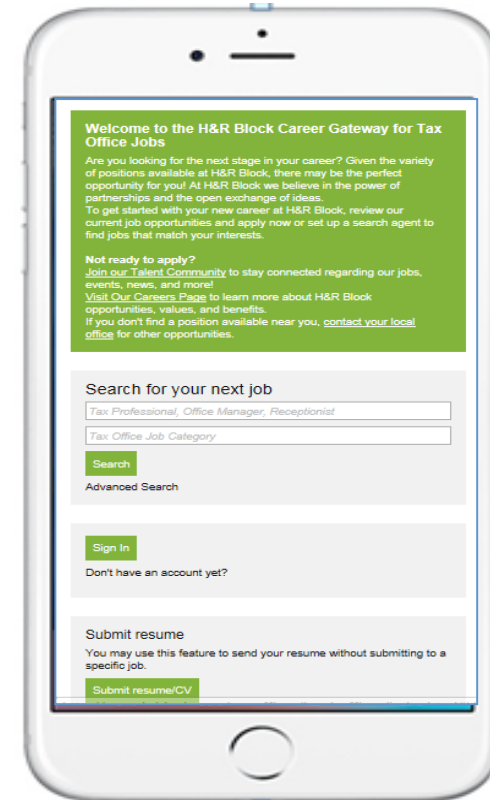 Welcome to the H&R Block Career Gateway for Tax
Office Jobs
Are you looking for the next stage in your career? Given the variety
of positions available at H&R Block, there may be the perfect
opportunity for you! At H&R Block we believe in the power of
partnerships and the open exchange of ideas.
To get started with your new career at H&R Block, review our
current job opportunities and apply now or set up a search agent to
find jobs that match your interests.
Not ready to apply?
Join our Talent Community to stay connected regarding our jobs,
events, news, and more!
Visit Our Careers Page to learn more about H&R Block
opportunities, values, and benefits.
If you don't find a position available near you, contact your local
office for other opportunities.
Search for your next job
Tax Professional, Office Manager, Receptionist
Tax Office Job Category
Search
Advanced Search
Sign In
Don't have an account yet?
Submit resume
You may use this feature to send your resume without submitting to a
specific job.
Submit resume/CV